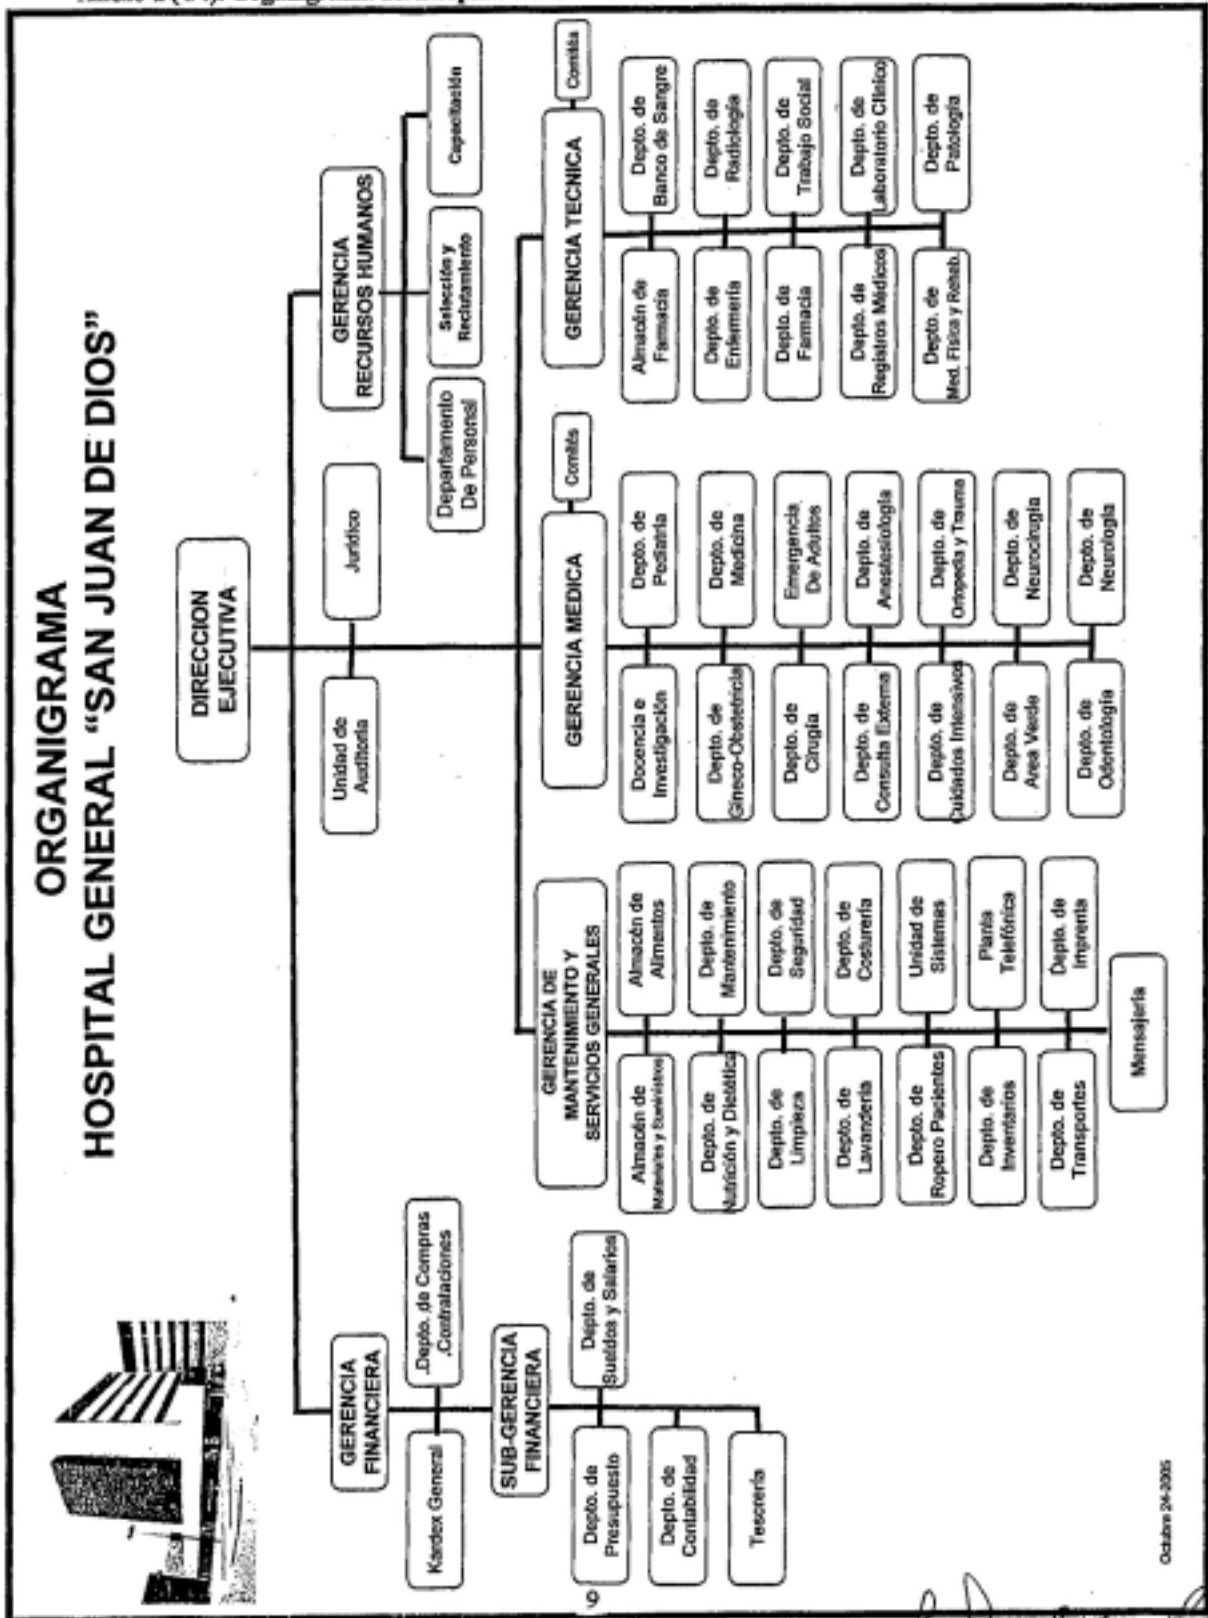 ORGANIGRAMA
HOSPITAL GENERAL "SAN JUAN DE DIOS"
DIRECCION
EJECUTIVA
Unidad de
Auditoria
Jurídico
GERENCIA
FINANCIERA
Kardex General
.Depto. de Compras
.Contrataciones
SUB-GERENCIA
FINANCIERA
Depto. de
Presupuesto
Depto. de
Sueldos y Salarios
Depto. de
Contabilidad
Tesorería
GERENCIA
RECURSOS HUMANOS
Departamento
De Personal
Selección y
Reclutamiento
Capacitación
GERENCIA DE
MANTENIMIENTO Y
SERVICIOS GENERALES
Almacén de
Materiales y Suministros
Almacén de
Alimentos
Depto. de
Nutrición y Dietética
Depto. de
Mantenimiento
Depto. de
Limpieza
Depto. de
Seguridad
Depto. de
Lavandería
Depto. de
Costurería
Depto. de
Ropero Pacientes
Unidad de
Sistemas
Depto. de
Inventarios
Planta
Telefónica
Depto. de
Transportes
Depto. de
Imprenta
Mensajería
GERENCIA MEDICA
Comités
Docencia e
Investigación
Depto. de
Pediatría
Depto. de
Gineco-Obstetricia
Depto. de
Medicina
Depto. de
Cirugía
Emergencia
De Adultos
Depto. de
Consulta Externa
Depto. de
Anestesiología
Depto. de
Cuidados Intensivos
Depto. de
Ortopedia y Trauma
Depto. de
Area Verde
Depto. de
Neurocirugía
Depto. de
Odontología
Depto. de
Neurología
GERENCIA TECNICA
Comités
Almacén de
Farmacia
Depto. de
Banco de Sangre
Depto. de
Enfermería
Depto. de
Radiología
Depto. de
Farmacia
Depto. de
Trabajo Social
Depto. de
Registros Médicos
Depto. de
Laboratorio Clínico
Depto. de
Med. Física y Rehab.
Depto. de
Patología
Octubre 24-2005